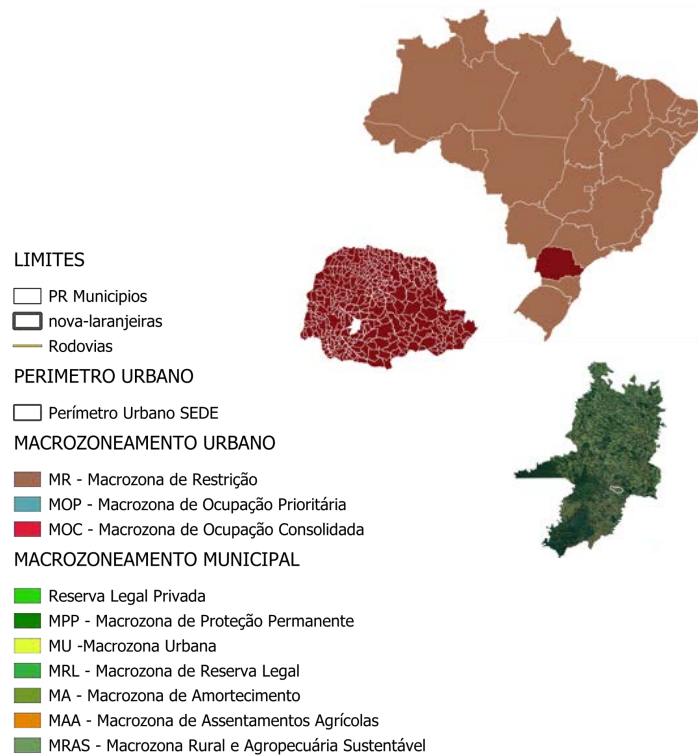 LIMITES
PR Municipios
nova-laranjeiras
Rodovias
PERIMETRO URBANO
Perímetro Urbano SEDE
MACROZONEAMENTO URBANO
MR - Macrozona de Restrição
MOP - Macrozona de Ocupação Prioritária
MOC - Macrozona de Ocupação Consolidada
MACROZONEAMENTO MUNICIPAL
Reserva Legal Privada
MPP - Macrozona de Proteção Permanente
MU -Macrozona Urbana
MRL - Macrozona de Reserva Legal
MA - Macrozona de Amortecimento
MAA - Macrozona de Assentamentos Agrícolas
MRAS - Macrozona Rural e Agropecuária Sustentável